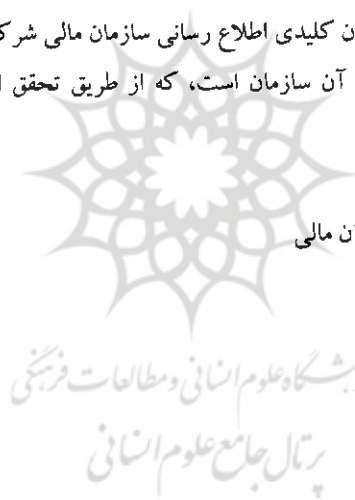 ن کلیدی اطلاع رسانی سازمان مالی شرک
آن سازمان است، که از طریق تحقق ا
ن مالی
پژوهشگاه علوم انسانی و مطالعات فرهنگی
پرتال جامع علوم انسانی